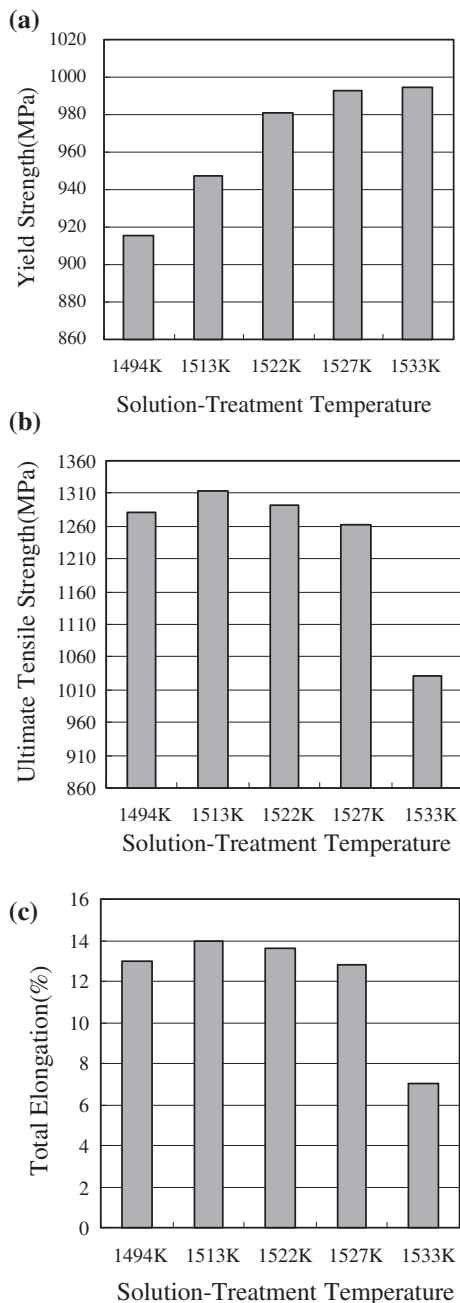 (a)
Yield Strength(MPa)
1020
1000
980
960
940
920
900
880
860
1494K 1513K 1522K 1527K 1533K
Solution-Treatment Temperature
(b)
Ultimate Tensile Strength(MPa)
1360
1310
1260
1210
1160
1110
1060
1010
960
910
860
1494K 1513K 1522K 1527K 1533K
Solution-Treatment Temperature
(c)
Total Elongation(%)
16
14
12
10
8
6
4
2
0
1494K 1513K 1522K 1527K 1533K
Solution-Treatment Temperature